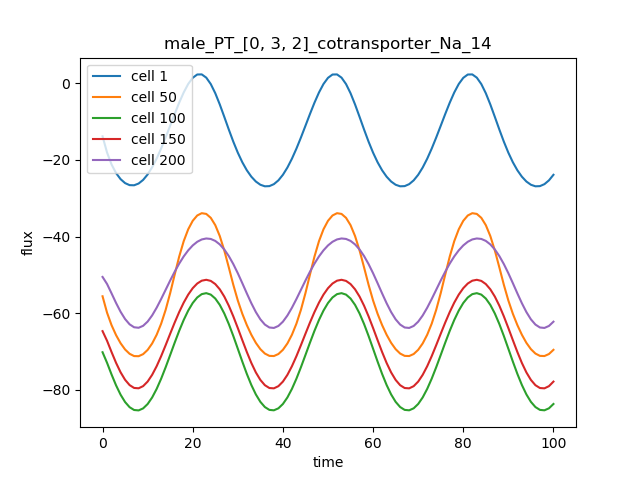 male_PT_[0, 3, 2]_cotransporter_Na_14
cell 1
cell 50
cell 100
cell 150
cell 200
flux
0
−20
−40
−60
−80
0 20 40 60 80 100
time